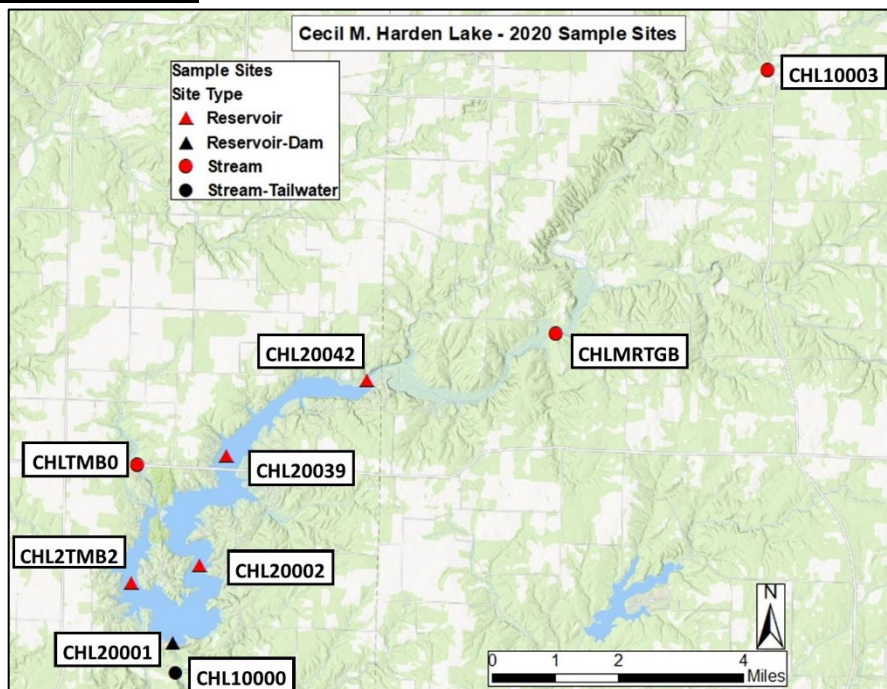 Cecil M. Harden Lake - 2020 Sample Sites
Sample Sites
Site Type
Reservoir
Reservoir-Dam
Stream
Stream-Tailwater
CHL10003
CHL20042
CHLMRTGB
CHLTMB0
CHL20039
CHL2TMB2
CHL20002
CHL20001
CHL10000
N
0 1 2 4
Miles